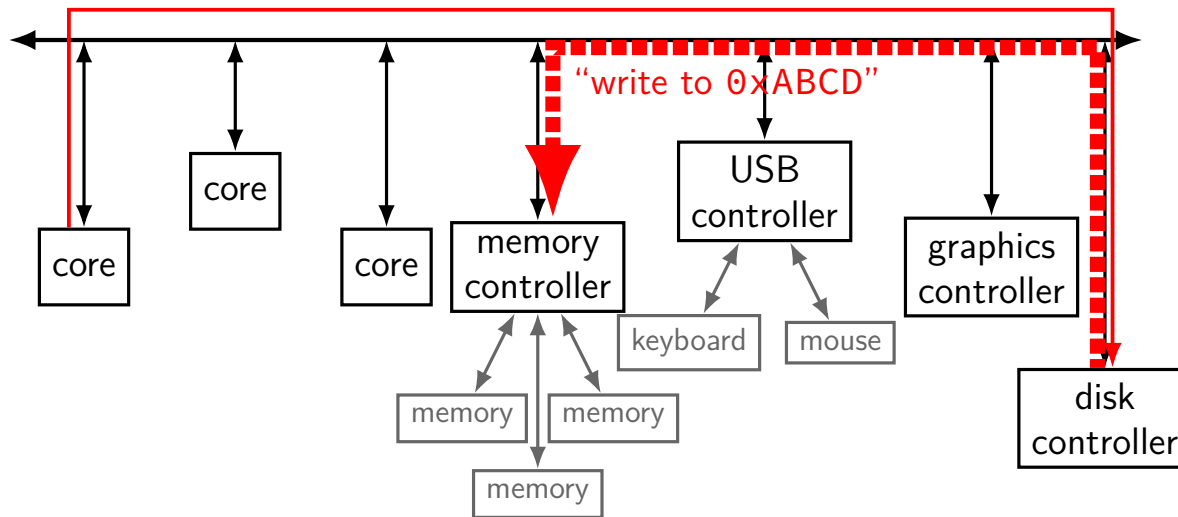 “write to 0xABCD”
core
core
core
memory
controller
USB
controller
graphics
controller
disk
controller
keyboard
mouse
memory
memory
memory